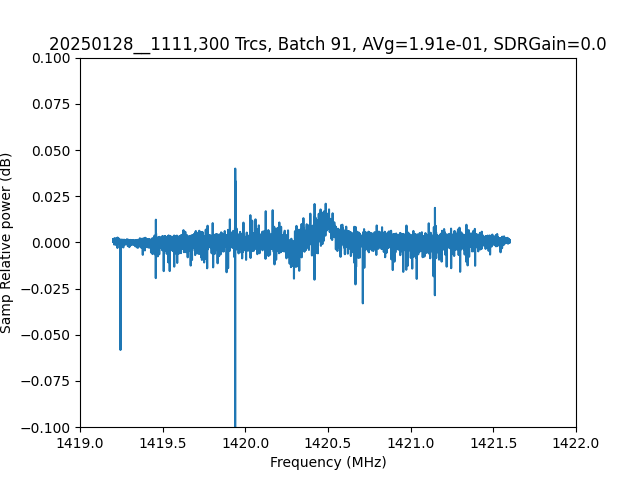 20250128__1111,300 Trcs, Batch 91, AVg=1.91e-01, SDRGain=0.0
0.100
0.075
0.050
0.025
0.000
−0.025
−0.050
−0.075
−0.100
Samp Relative power (dB)
1419.0 1419.5 1420.0 1420.5 1421.0 1421.5 1422.0
Frequency (MHz)